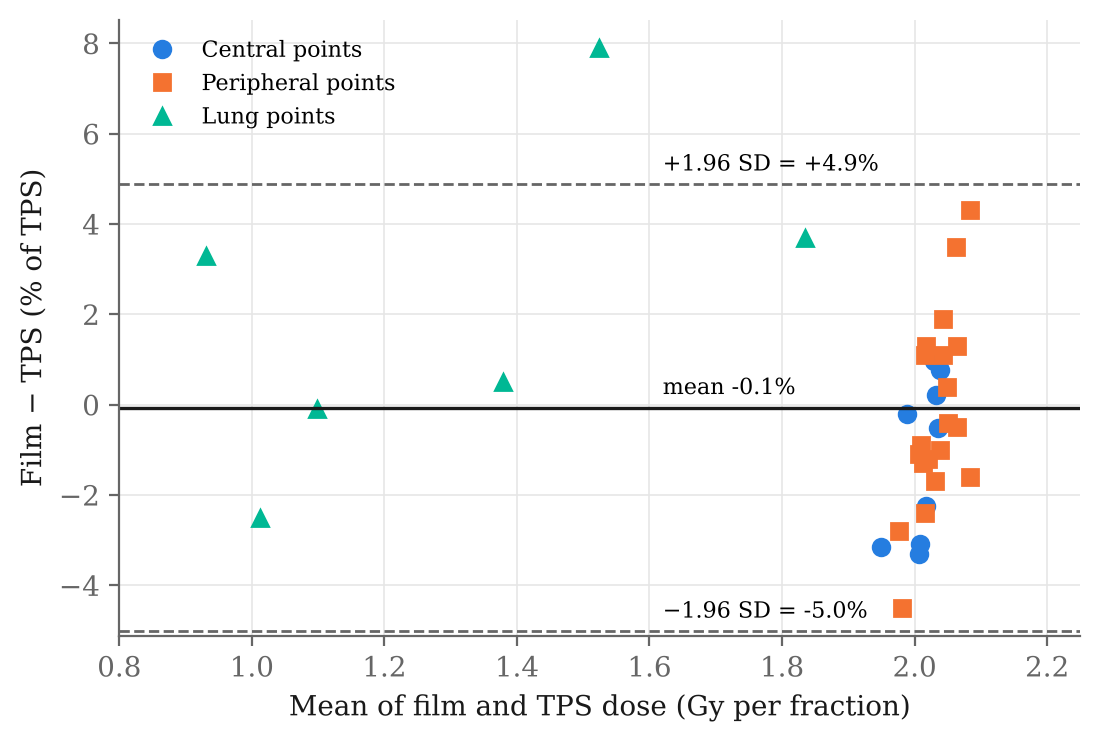 8
6
4
2
0
−2
−4
Film − TPS (% of TPS)
Central points
Peripheral points
Lung points
+1.96 SD = +4.9%
mean -0.1%
−1.96 SD = -5.0%
0.8 1.0 1.2 1.4 1.6 1.8 2.0 2.2
Mean of film and TPS dose (Gy per fraction)